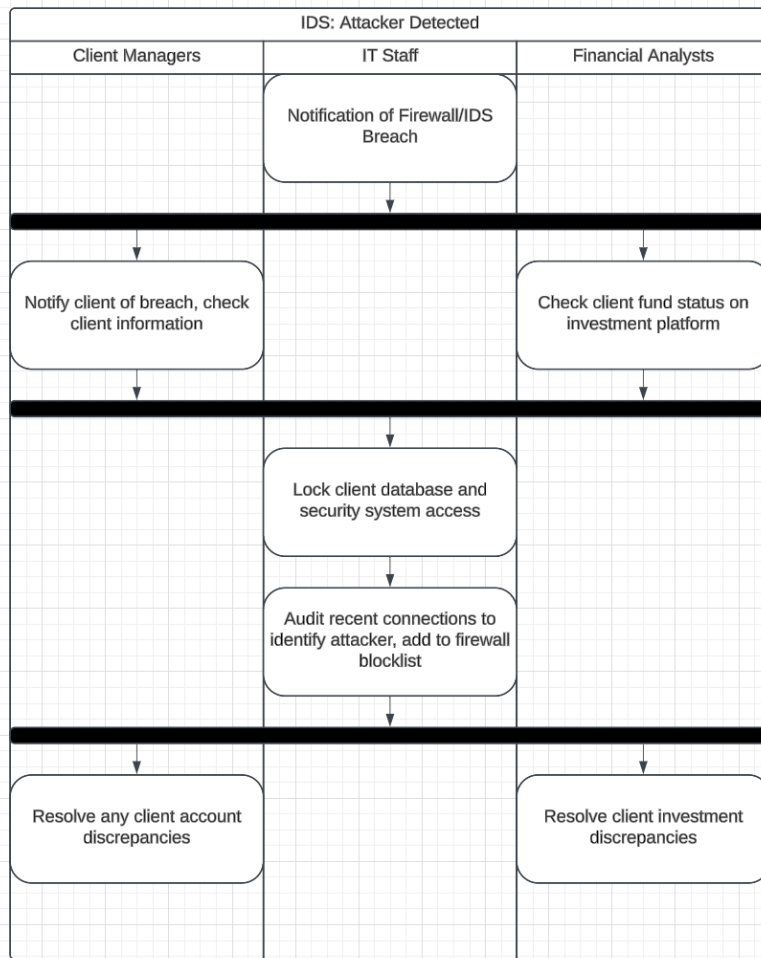 IDS: Attacker Detected
Client Managers
IT Staff
Financial Analysts
Notification of Firewall/IDS
Breach
Notify client of breach, check
client information
Check client fund status on
investment platform
Lock client database and
security system access
Audit recent connections to
identify attacker, add to firewall
blocklist
Resolve any client account
discrepancies
Resolve client investment
discrepancies